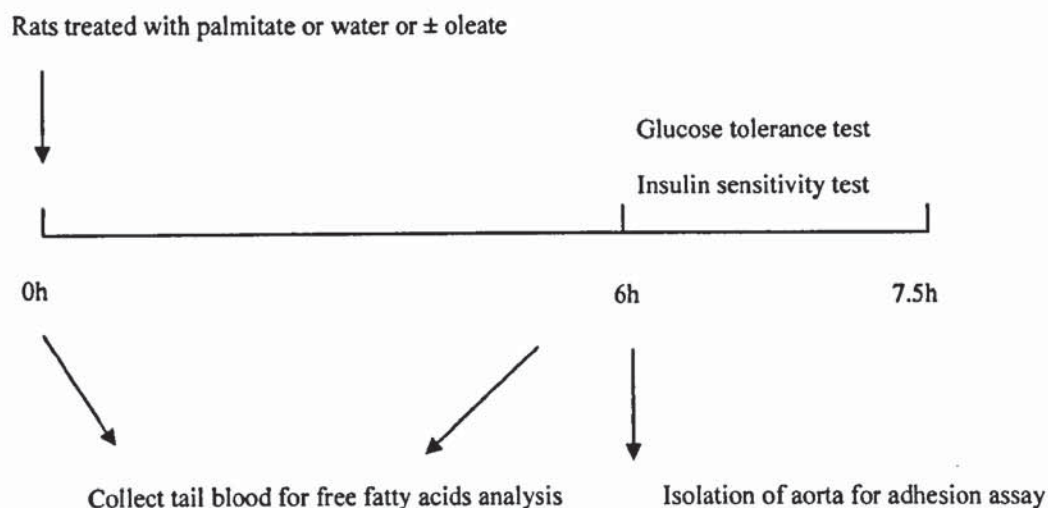 Rats treated with palmitate or water or ± oleate
Glucose tolerance test
Insulin sensitivity test
0h
6h
7.5h
Collect tail blood for free fatty acids analysis
Isolation of aorta for adhesion assay